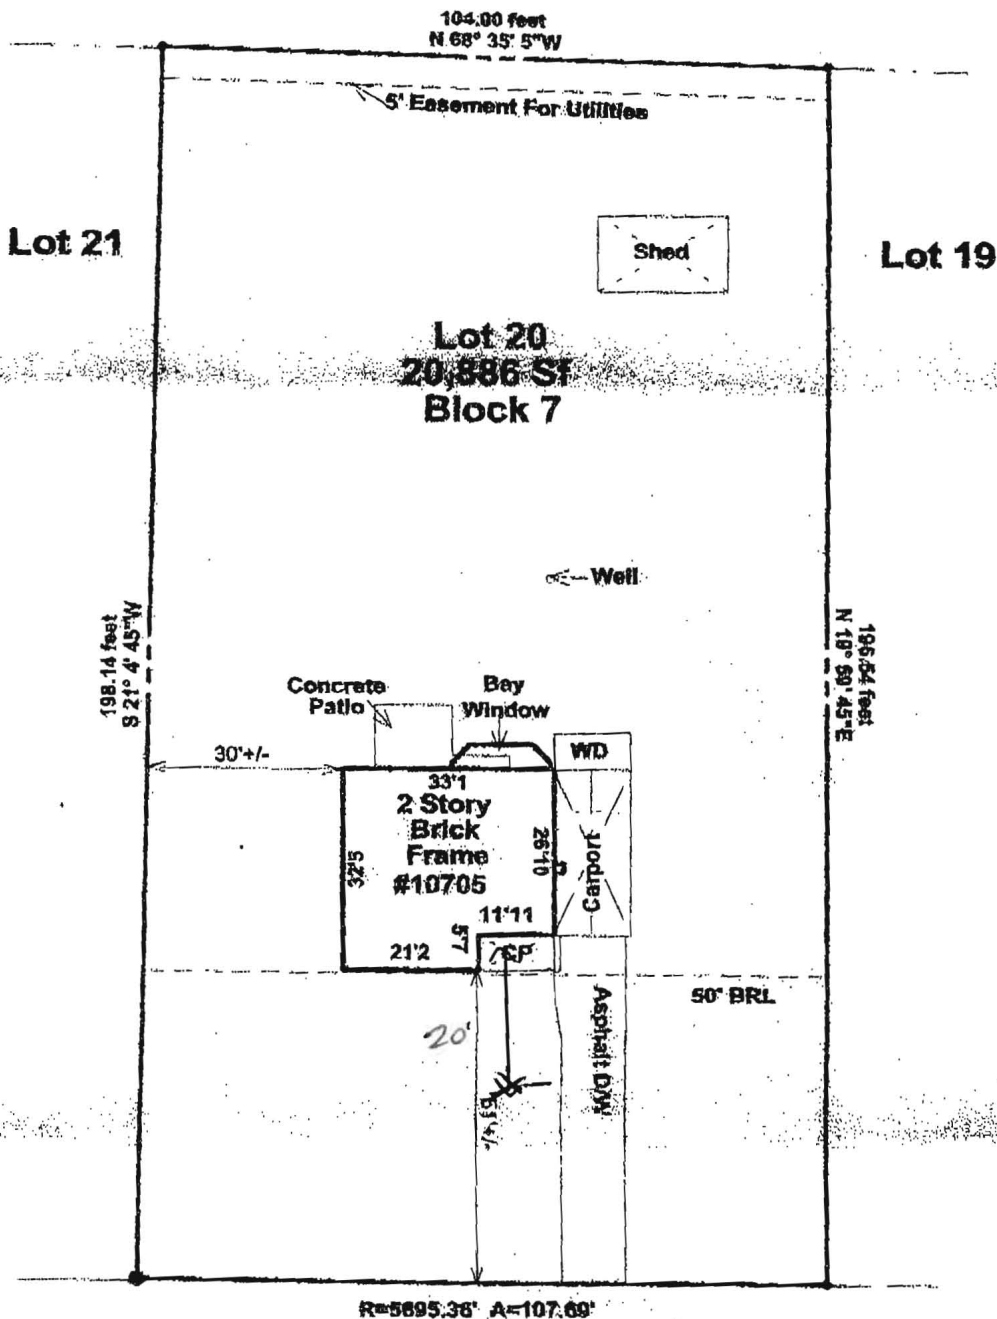 104.00 feet
N 68° 35' 5"W
5' Easement For Utilities
Lot 21
Shed
Lot 19
Lot 20
20,886 Sf
Block 7
Well
198.14 feet
S 21° 4' 45"W
196.54 feet
N 19° 59' 45"E
Concrete
Patio
Bay
Window
30'+/-
WD
33'1
2 Story
Brick
Frame
#10705
32'5
26'10
Carport
11'11
5'7
21'2
CP
50' BRL
20'
Asphalt D/W
R=5695.36' A=107.69'